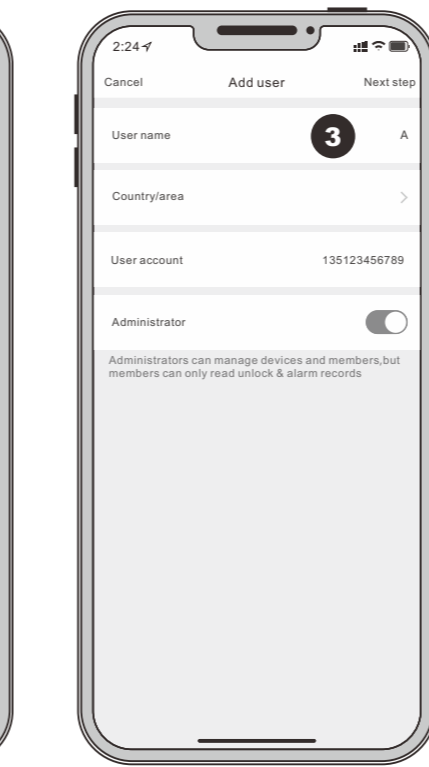 2:24
Cancel Add user Next step
User name 3 A
Country/area
User account 135123456789
Administrator
Administrators can manage devices and members,but
members can only read unlock & alarm records